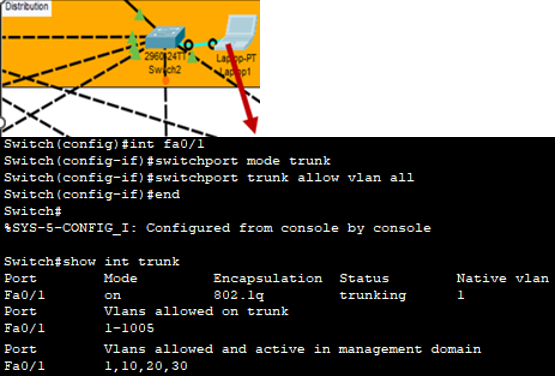 Distribution
2960-24TT
Switch2
Laptop-PT
Laptop1
Switch(config)#int fa0/1
Switch(config-if)#switchport mode trunk
Switch(config-if)#switchport trunk allow vlan all
Switch(config-if)#end
Switch#
%SYS-5-CONFIG_I: Configured from console by console
Switch#show int trunk
Port Mode Encapsulation Status Native vlan
Fa0/1 on 802.1q trunking 1
Port Vlans allowed on trunk
Fa0/1 1-1005
Port Vlans allowed and active in management domain
Fa0/1 1,10,20,30